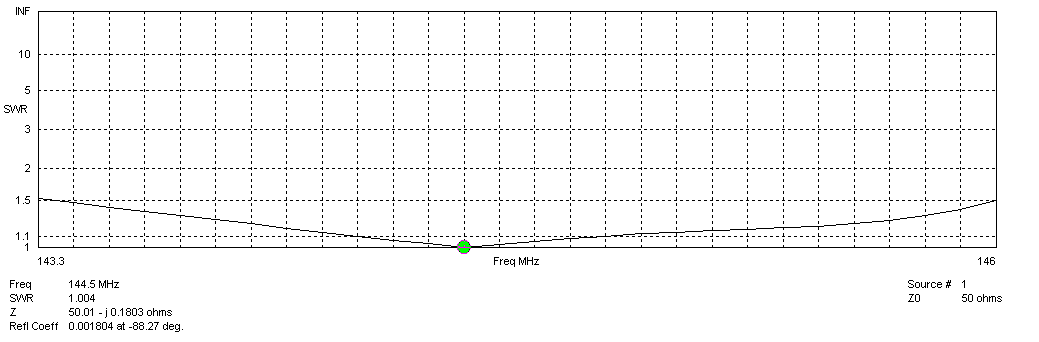 INF
10
5
SWR
3
2
1.5
1.1
1
143.3 Freq MHz 146
Freq 144.5 MHz Source # 1
SWR 1.004 Z0 50 ohms
Z 50.01 - j 0.1803 ohms
Refl Coeff 0.001804 at -88.27 deg.